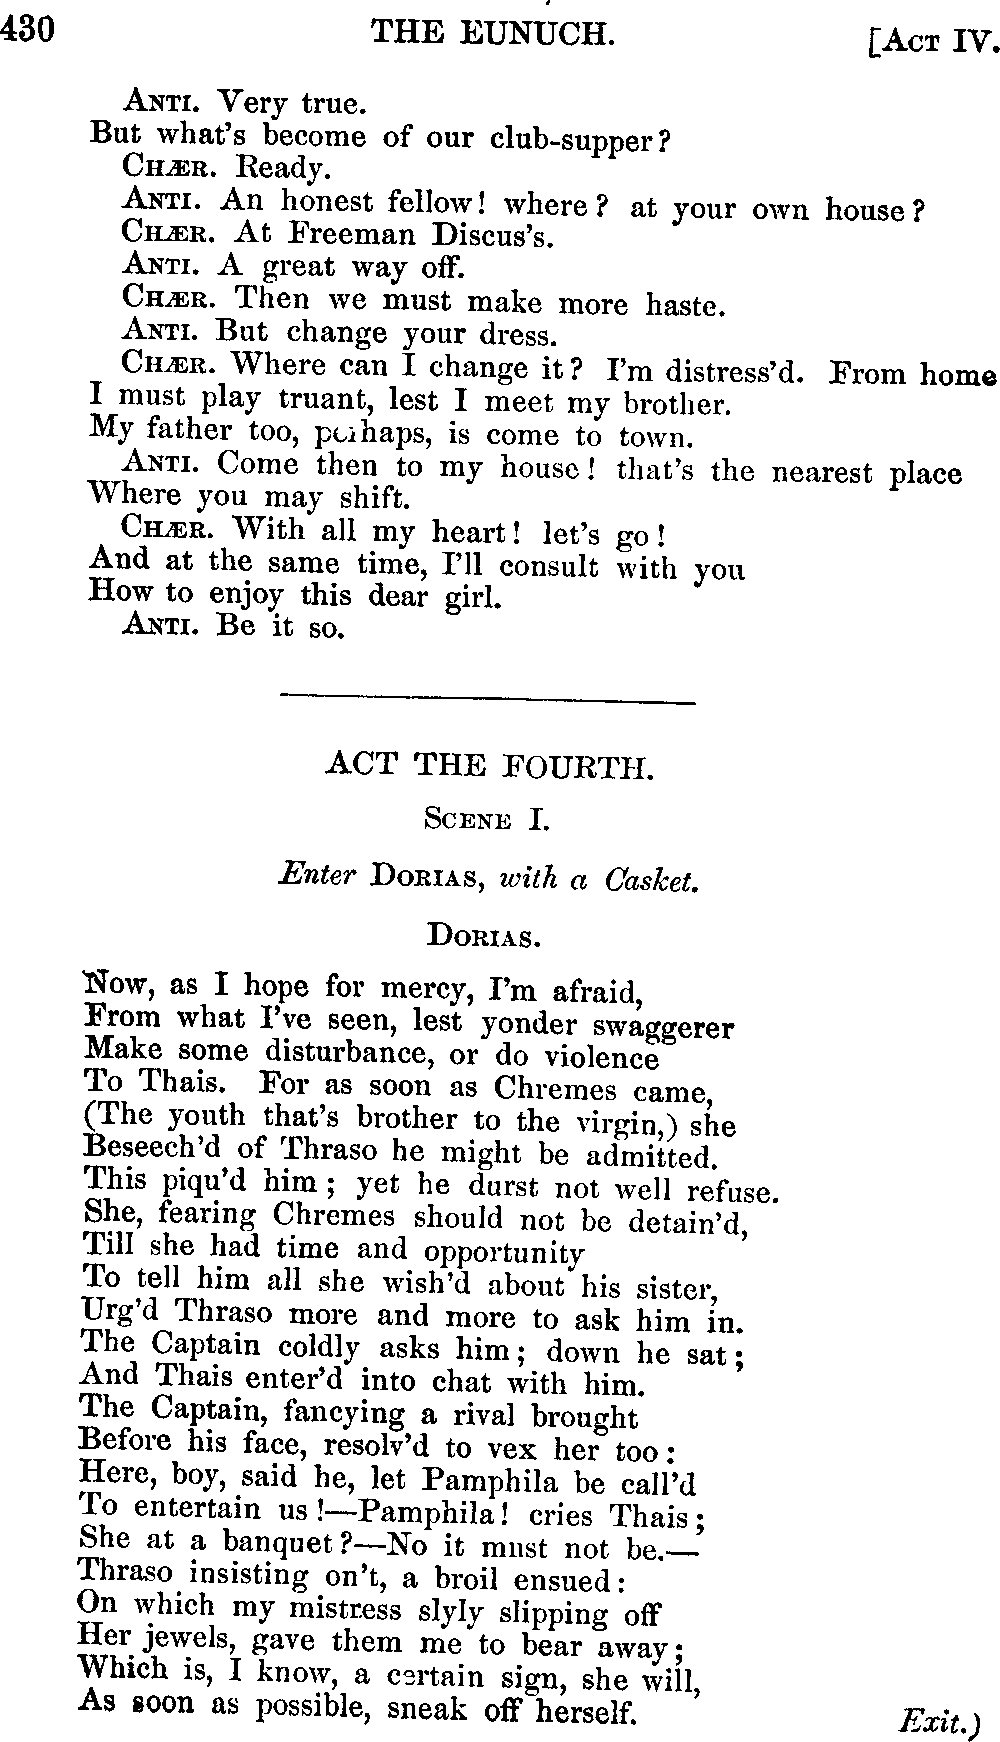 430 THE EUNUCH. [ACT IV.
ANTI. Very true.
But what's become of our club-supper?
CHÆR. Ready.
ANTI. An honest fellow! where? at your own house?
CHÆR. At Freeman Discus's.
ANTI. A great way off.
CHÆR. Then we must make more haste.
ANTI. But change your dress.
CHÆR. Where can I change it? I'm distress'd. From home
I must play truant, lest I meet my brother.
My father too, perhaps, is come to town.
ANTI. Come then to my house! that's the nearest place
Where you may shift.
CHÆR. With all my heart! let's go!
And at the same time, I'll consult with you
How to enjoy this dear girl.
ANTI. Be it so.
ACT THE FOURTH.
SCENE I.
Enter DORIAS, with a Casket.
DORIAS.
Now, as I hope for mercy, I'm afraid,
From what I've seen, lest yonder swaggerer
Make some disturbance, or do violence
To Thais. For as soon as Chremes came,
(The youth that's brother to the virgin,) she
Beseech'd of Thraso he might be admitted.
This piqu'd him; yet he durst not well refuse.
She, fearing Chremes should not be detain'd,
Till she had time and opportunity
To tell him all she wish'd about his sister,
Urg'd Thraso more and more to ask him in.
The Captain coldly asks him; down he sat;
And Thais enter'd into chat with him.
The Captain, fancying a rival brought
Before his face, resolv'd to vex her too:
Here, boy, said he, let Pamphila be call'd
To entertain us!—Pamphila! cries Thais;
She at a banquet?—No it must not be.—
Thraso insisting on't, a broil ensued:
On which my mistress slyly slipping off
Her jewels, gave them me to bear away;
Which is, I know, a certain sign, she will,
As soon as possible, sneak off herself. Exit.)